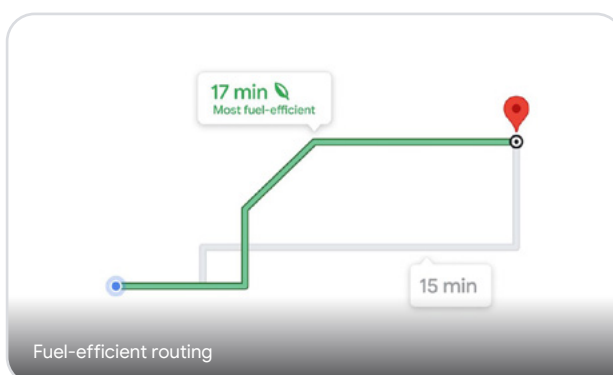 17 min
Most fuel-efficient
15 min
Fuel-efficient routing